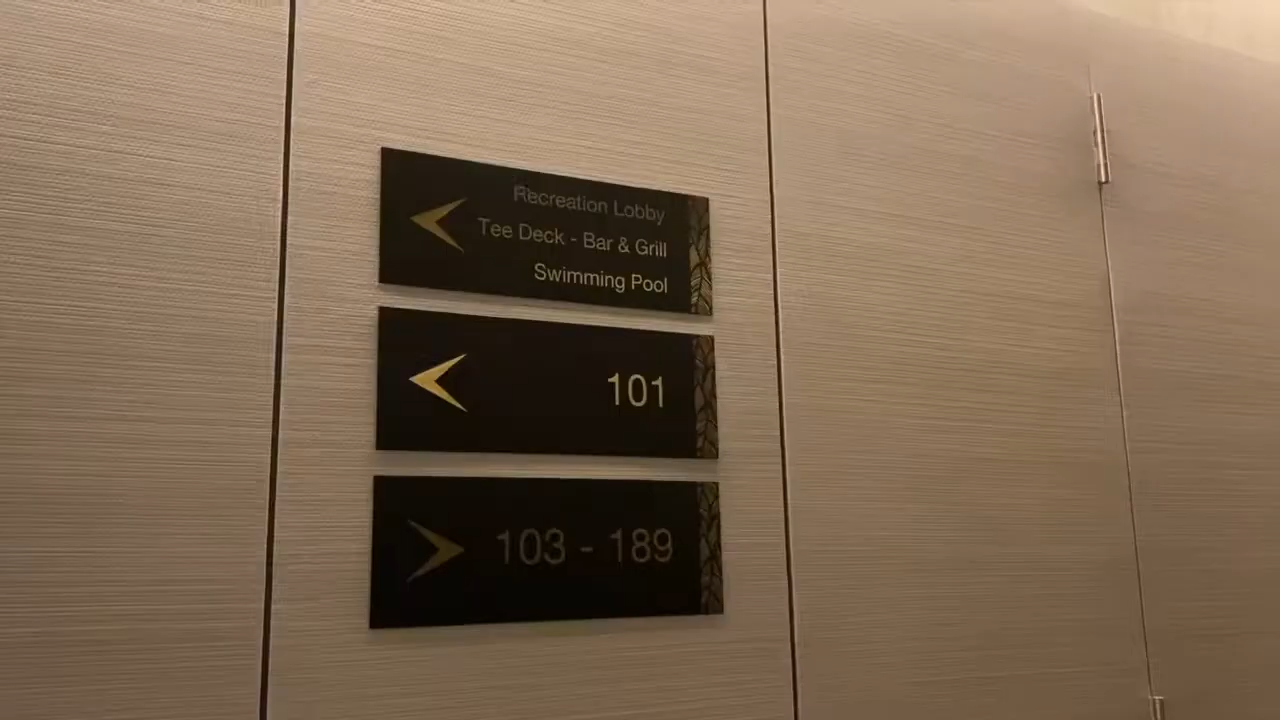 Recreation Lobby
Tee Deck - Bar & Grill
Swimming Pool
101
103 - 189